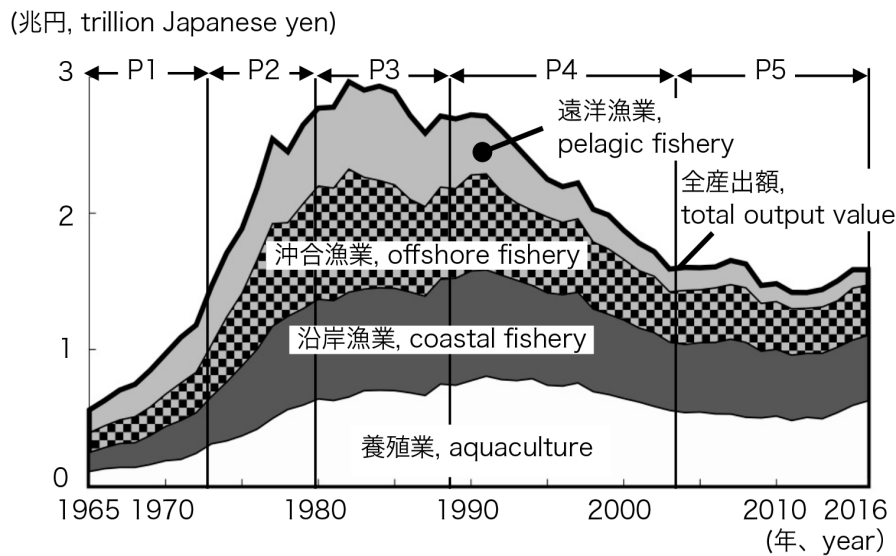 (兆円, trillion Japanese yen)
3
P1
P2
P3
P4
P5
遠洋漁業,
pelagic fishery
全産出額,
total output value
2
沖合漁業, offshore fishery
沿岸漁業, coastal fishery
1
養殖業, aquaculture
0
1965 1970 1980 1990 2000 2010 2016
(年、year)